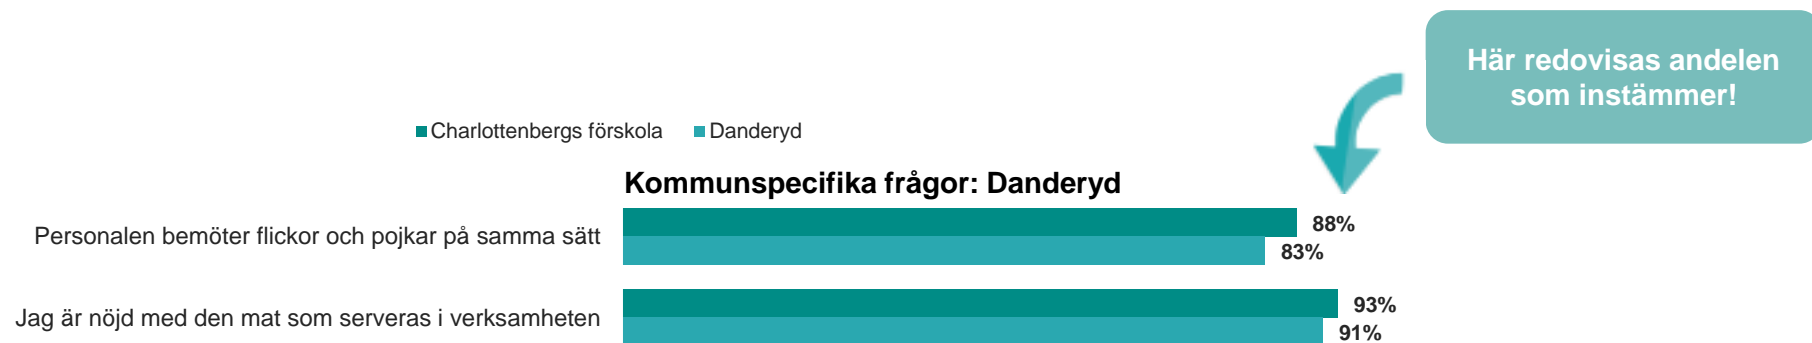 Här redovisas andelen
som instämmer!
Charlottenbergs förskola Danderyd
Kommunspecifika frågor: Danderyd
Personalen bemöter flickor och pojkar på samma sätt
88%
83%
Jag är nöjd med den mat som serveras i verksamheten
93%
91%